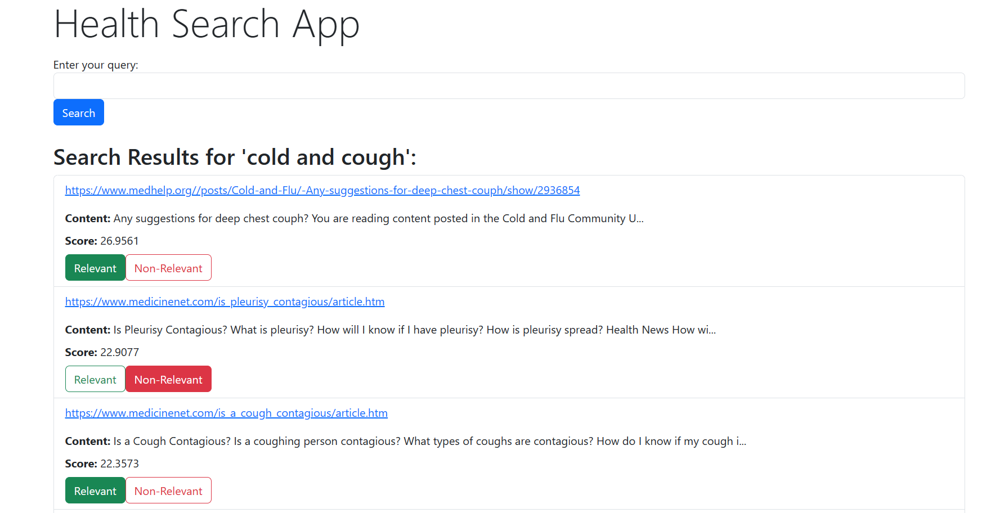 Health Search App
Enter your query:
Search
Search Results for 'cold and cough':
https://www.medhelp.org//posts/Cold-and-Flu/-Any-suggestions-for-deep-chest-couph/show/2936854
Content: Any suggestions for deep chest couph? You are reading content posted in the Cold and Flu Community U...
Score: 26.9561
Relevant Non-Relevant
https://www.medicinenet.com/is_pleurisy_contagious/article.htm
Content: Is Pleurisy Contagious? What is pleurisy? How will I know if I have pleurisy? How is pleurisy spread? Health News How wi...
Score: 22.9077
Relevant Non-Relevant
https://www.medicinenet.com/is_a_cough_contagious/article.htm
Content: Is a Cough Contagious? Is a coughing person contagious? What types of coughs are contagious? How do I know if my cough i...
Score: 22.3573
Relevant Non-Relevant